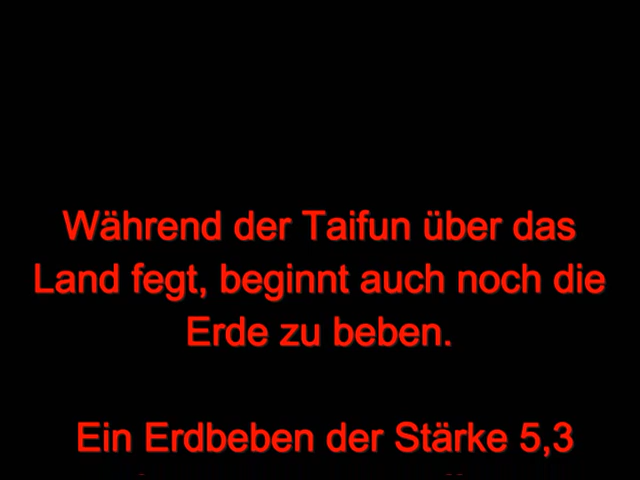 Während der Taifun über das
Land fegt, beginnt auch noch die
Erde zu beben.
Ein Erdbeben der Stärke 5,3